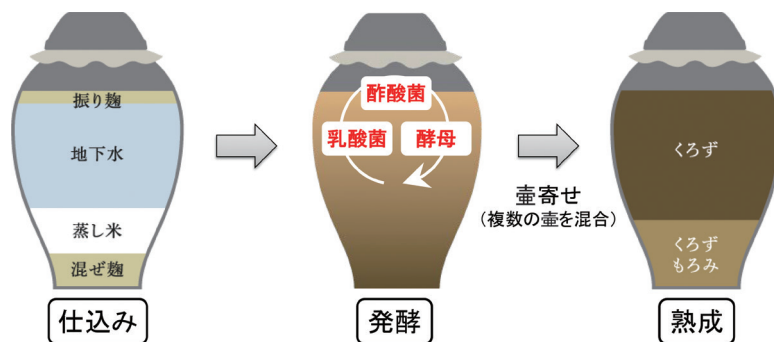 振り麹
地下水
蒸し米
混ぜ麹
仕込み
酢酸菌
乳酸菌
酵母
発酵
壷寄せ
(複数の壷を混合)
くろず
くろず
もろみ
熟成